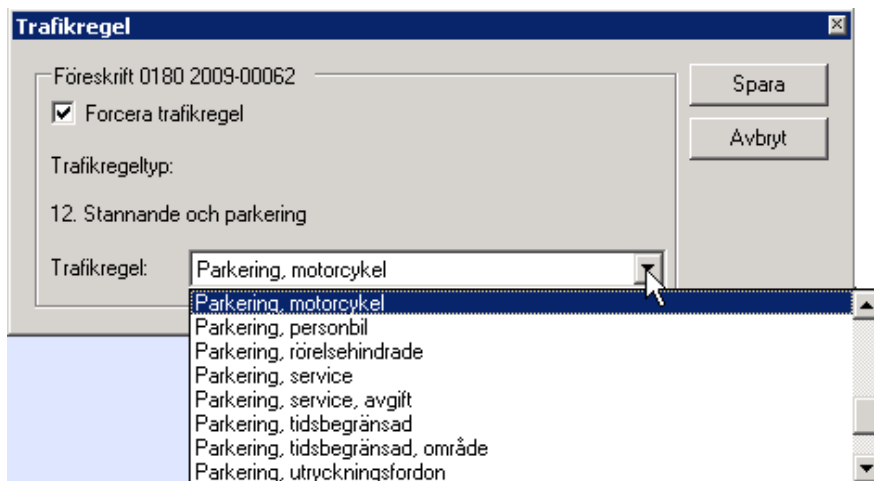 Trafikregel
Föreskrift 0180 2009-00062
Spara
Forcera trafikregel
Avbryt
Trafikregeltyp:
12. Stannande och parkering
Trafikregel: Parkering, motorcykel
Parkering, motorcykel
Parkering, personbil
Parkering, rörelsehindrade
Parkering, service
Parkering, service, avgift
Parkering, tidsbegränsad
Parkering, tidsbegränsad, område
Parkering, utryckningsfordon